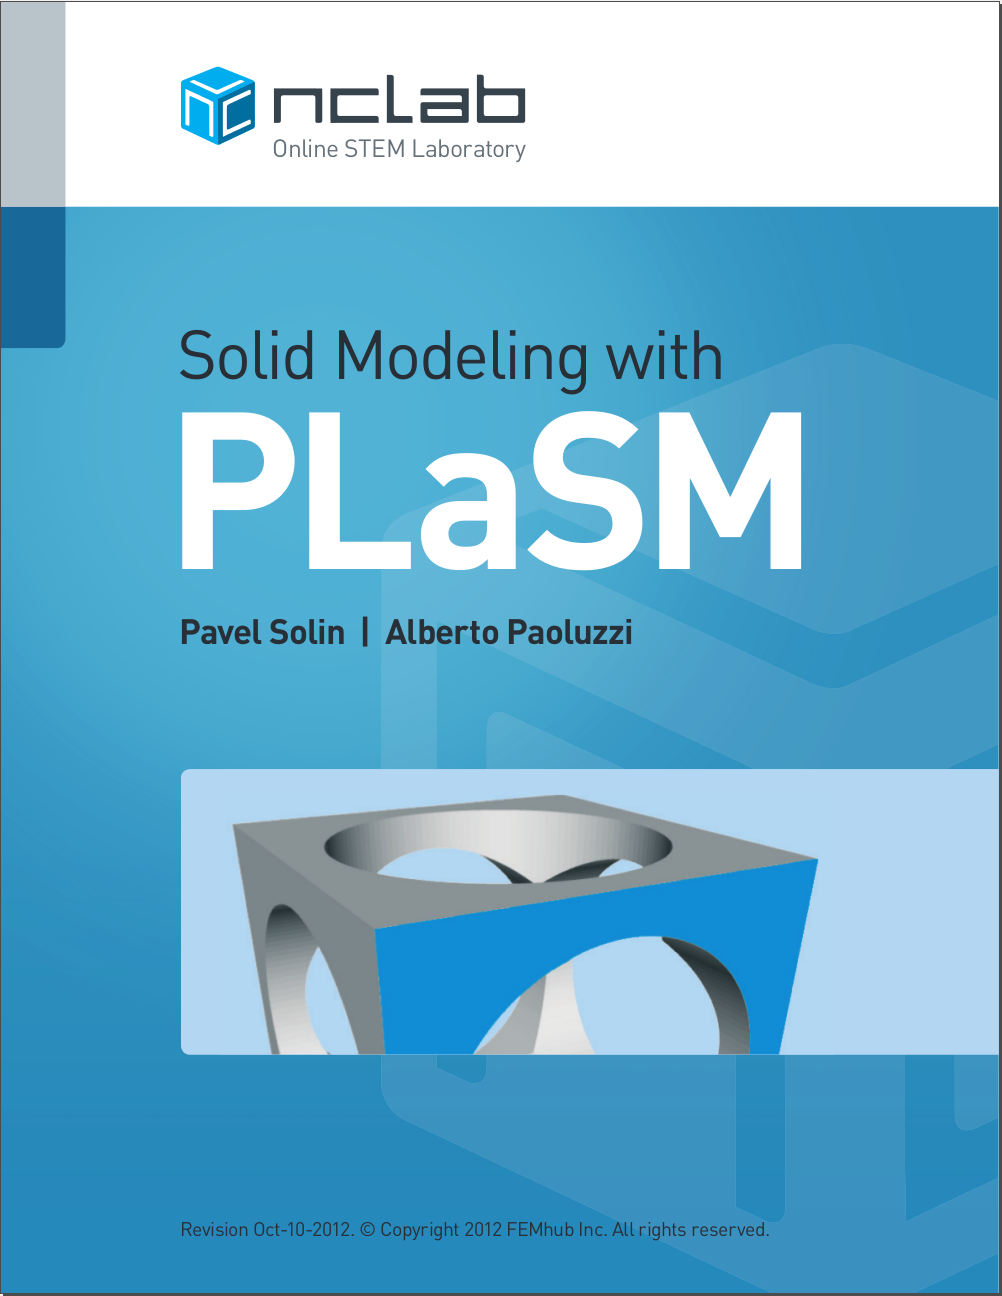 nclab
Online STEM Laboratory
Solid Modeling with
PLaSM
Pavel Solin | Alberto Paoluzzi
Revision Oct-10-2012. © Copyright 2012 FEMhub Inc. All rights reserved.